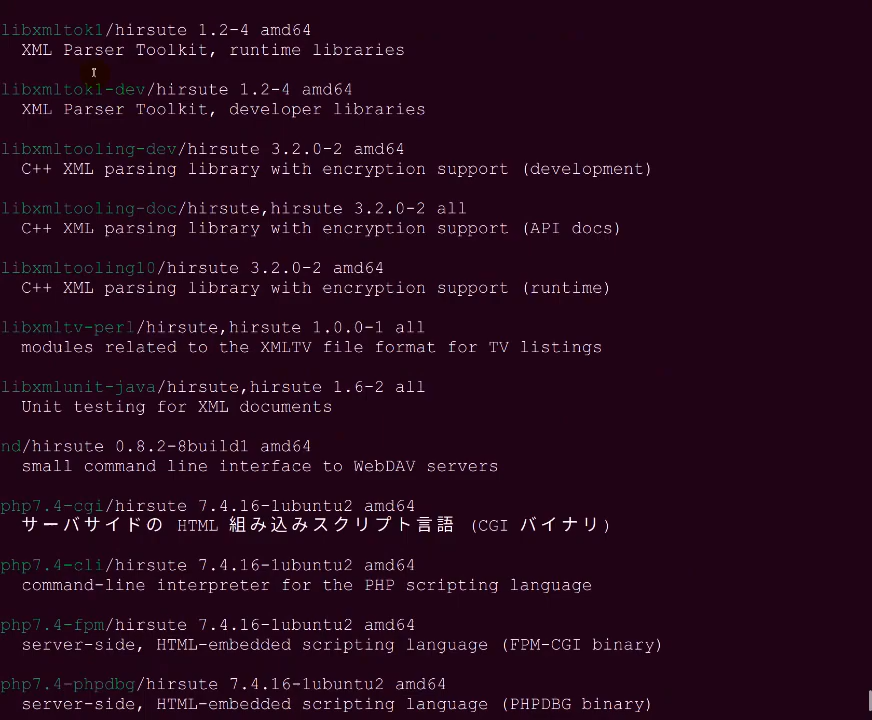 libxmltok1/hirsute 1.2-4 amd64
XML Parser Toolkit, runtime libraries
libxmltok1-dev/hirsute 1.2-4 amd64
XML Parser Toolkit, developer libraries
libxmltooling-dev/hirsute 3.2.0-2 amd64
C++ XML parsing library with encryption support (development)
libxmltooling-doc/hirsute,hirsute 3.2.0-2 all
C++ XML parsing library with encryption support (API docs)
libxmltooling10/hirsute 3.2.0-2 amd64
C++ XML parsing library with encryption support (runtime)
libxmltv-perl/hirsute,hirsute 1.0.0-1 all
modules related to the XMLTV file format for TV listings
libxmlunit-java/hirsute,hirsute 1.6-2 all
Unit testing for XML documents
nd/hirsute 0.8.2-8build1 amd64
small command line interface to WebDAV servers
php7.4-cgi/hirsute 7.4.16-1ubuntu2 amd64
サーバサイドの HTML 組み込みスクリプト言語 (CGI バイナリ)
php7.4-cli/hirsute 7.4.16-1ubuntu2 amd64
command-line interpreter for the PHP scripting language
php7.4-fpm/hirsute 7.4.16-1ubuntu2 amd64
server-side, HTML-embedded scripting language (FPM-CGI binary)
php7.4-phpdbg/hirsute 7.4.16-1ubuntu2 amd64
server-side, HTML-embedded scripting language (PHPDBG binary)